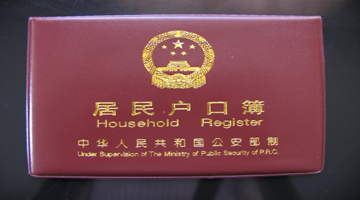 居民户口簿
Household Register
中华人民共和国公安部制
Under Supervision of The Ministry of Public Security of P.R.C.